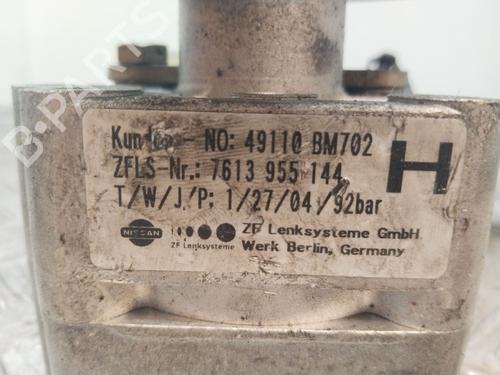 B-PARTS
Kunden - NO: 49110 BM702
ZFLS-Nr.: 7613 955 144
H
T/W/J/P: 1/27/04/92bar
NISSAN
ZF Lenksysteme
ZF Lenksysteme GmbH
Werk Berlin, Germany